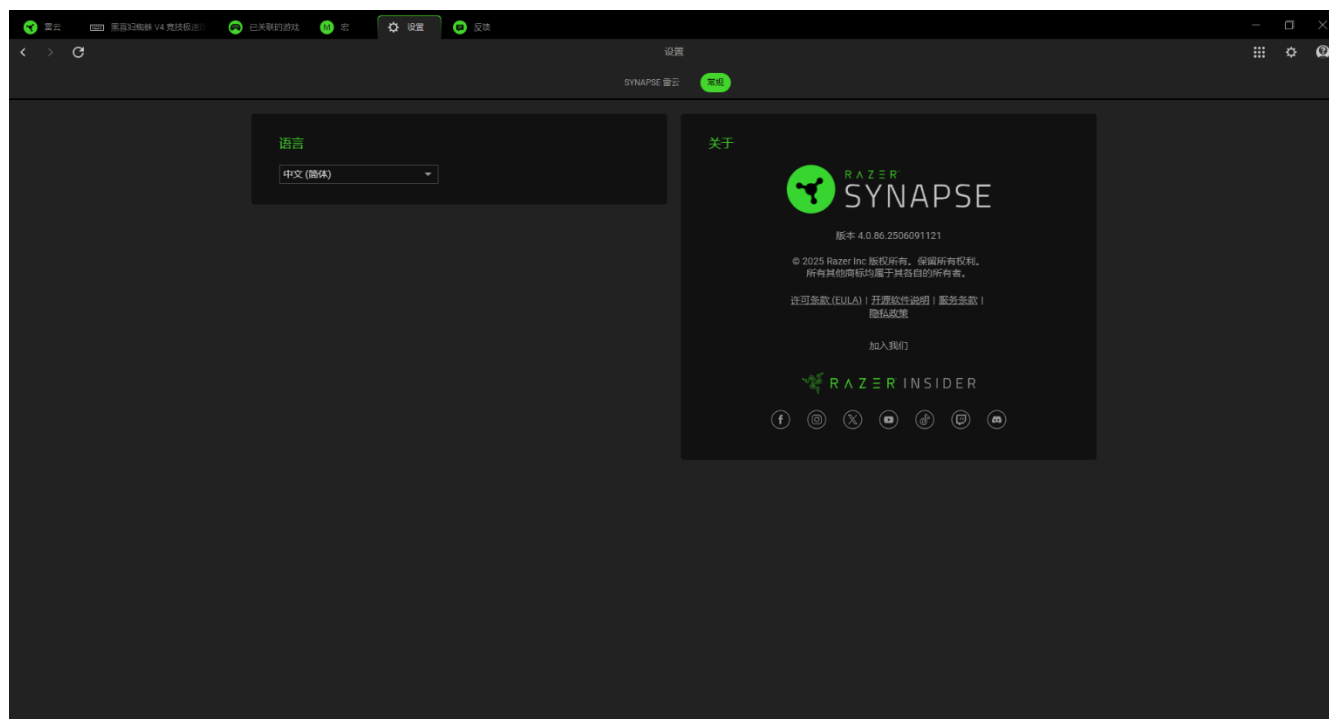 雷云 黑寡妇蜘蛛 V4 竞技极速 已关联的游戏 M 宏 设置 反馈
设置
SYNAPSE 雷云 常规
语言
中文 (简体)
关于
RAZER
SYNAPSE
版本 4.0.86.2506091121
© 2025 Razer Inc 版权所有。保留所有权利。
所有其他商标均属于其各自的所有者。
许可条款 (EULA) | 开源软件说明 | 服务条款 |
隐私政策
加入我们
RAZER INSIDER